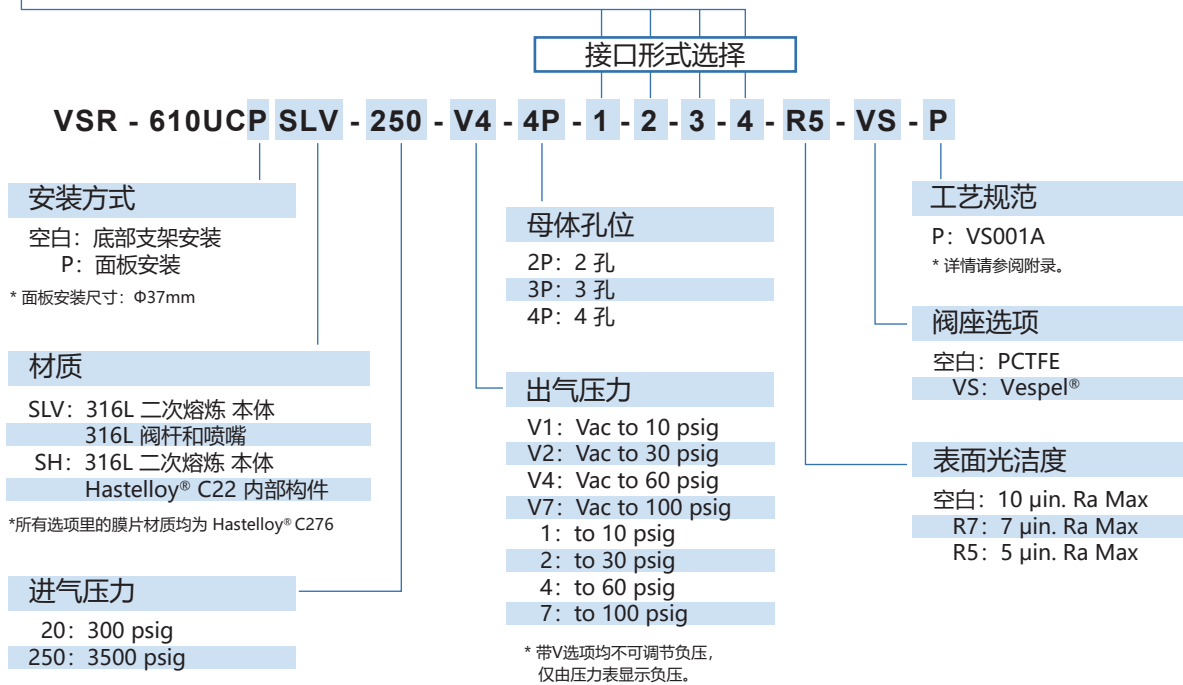 接口形式选择
VSR - 610UCP SLV - 250 - V4 - 4P - 1 - 2 - 3 - 4 - R5 - VS - P
安装方式
空白：底部支架安装
P：面板安装
* 面板安装尺寸：Φ37mm
材质
SLV：316L 二次熔炼 本体
316L 阀杆和喷嘴
SH：316L 二次熔炼 本体
Hastelloy® C22 内部构件
*所有选项里的膜片材质均为 Hastelloy® C276
进气压力
20：300 psig
250：3500 psig
母体孔位
2P：2 孔
3P：3 孔
4P：4 孔
出气压力
V1：Vac to 10 psig
V2：Vac to 30 psig
V4：Vac to 60 psig
V7：Vac to 100 psig
1：to 10 psig
2：to 30 psig
4：to 60 psig
7：to 100 psig
* 带V选项均不可调节负压，
仅由压力表显示负压。
工艺规范
P：VS001A
* 详情请参阅附录。
阀座选项
空白：PCTFE
VS：Vespel®
表面光洁度
空白：10 μin. Ra Max
R7：7 μin. Ra Max
R5：5 μin. Ra Max